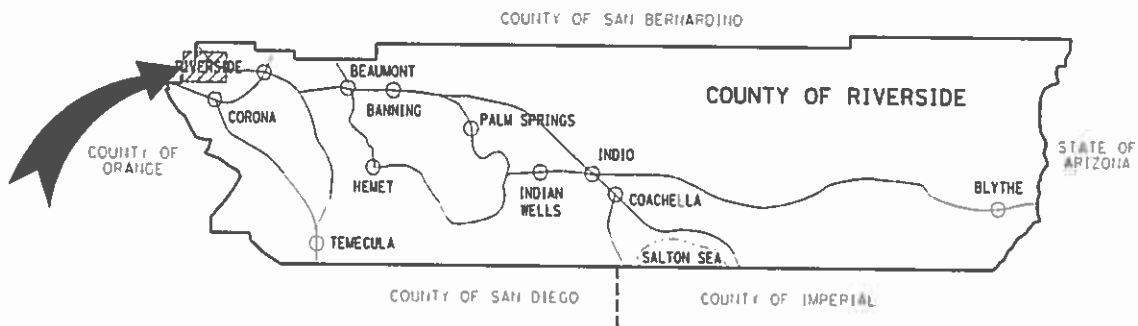 COUNTY OF SAN BERNARDINO
RIVERSIDE
BEAUMONT
COUNTY OF RIVERSIDE
CORONA
BANNING
PALM SPRINGS
COUNTY OF
ORANGE
STATE OF
ARIZONA
INDIO
HEMET
INDIAN
WELLS
COACHELLA
BLYTHE
TEMECULA
SALTON SEA
COUNTY OF SAN DIEGO
COUNTY OF IMPERIAL